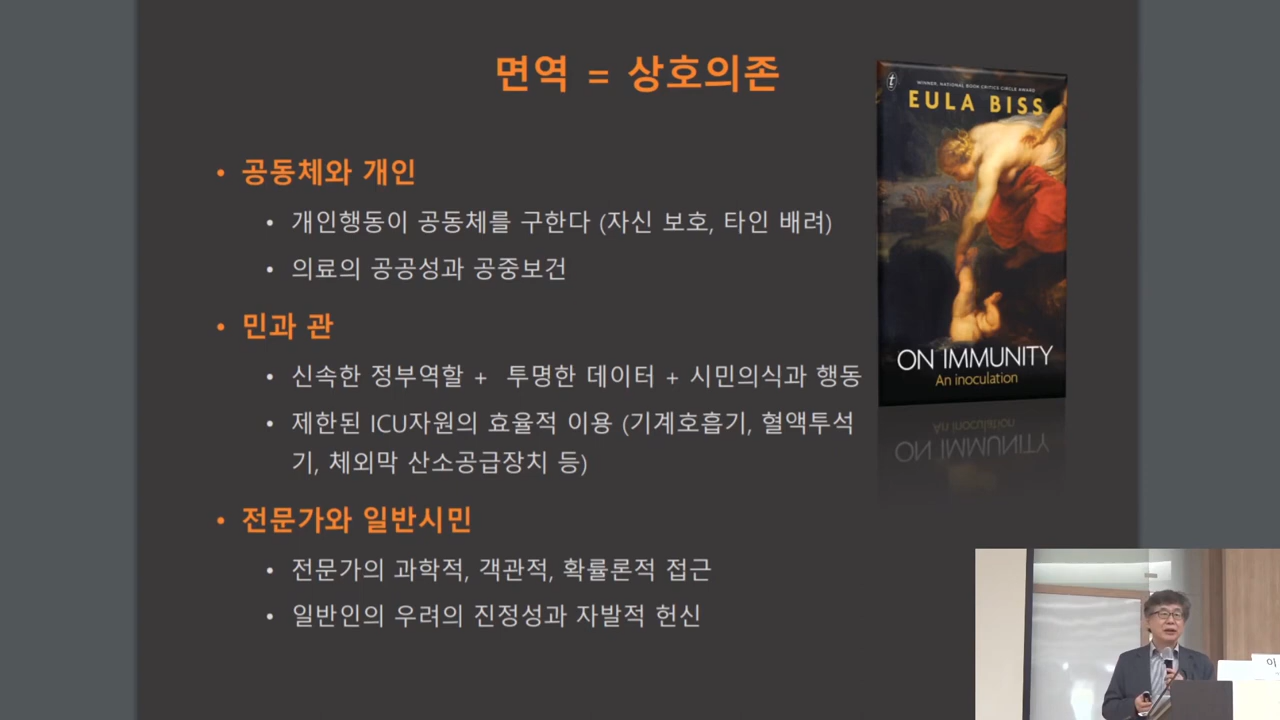 면역 = 상호의존
• 공동체와 개인
• 개인행동이 공동체를 구한다 (자신 보호, 타인 배려)
• 의료의 공공성과 공중보건
• 민과 관
• 신속한 정부역할 + 투명한 데이터 + 시민의식과 행동
• 제한된 ICU자원의 효율적 이용 (기계호흡기, 혈액투석
기, 체외막 산소공급장치 등)
• 전문가와 일반시민
• 전문가의 과학적, 객관적, 확률론적 접근
• 일반인의 우려의 진정성과 자발적 헌신
t
WINNER, NATIONAL BOOK CRITICS CIRCLE AWARD
EULA BISS
ON IMMUNITY
An inoculation
이